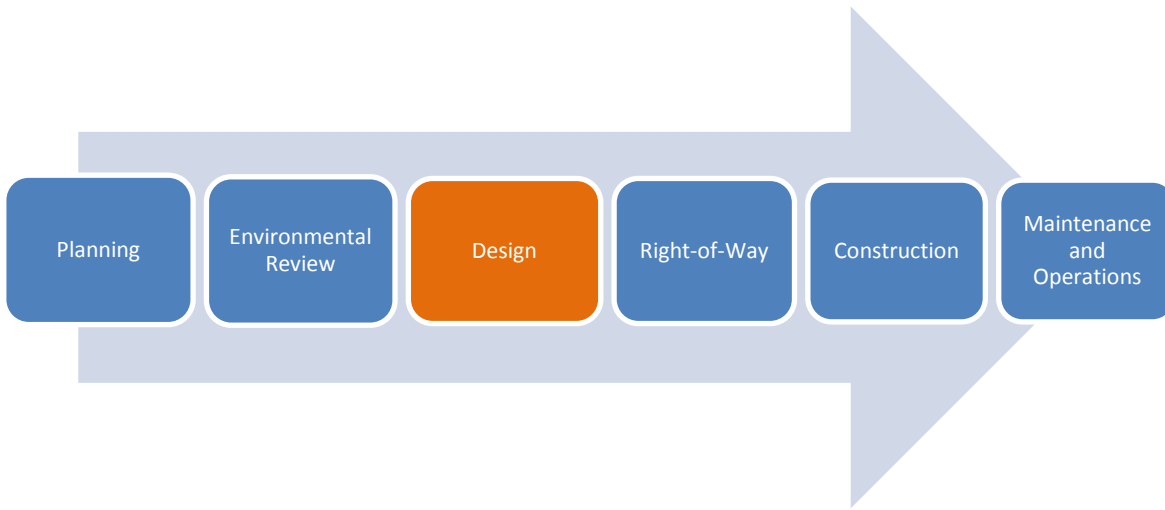 Planning
Environmental
Review
Design
Right-of-Way
Construction
Maintenance
and
Operations